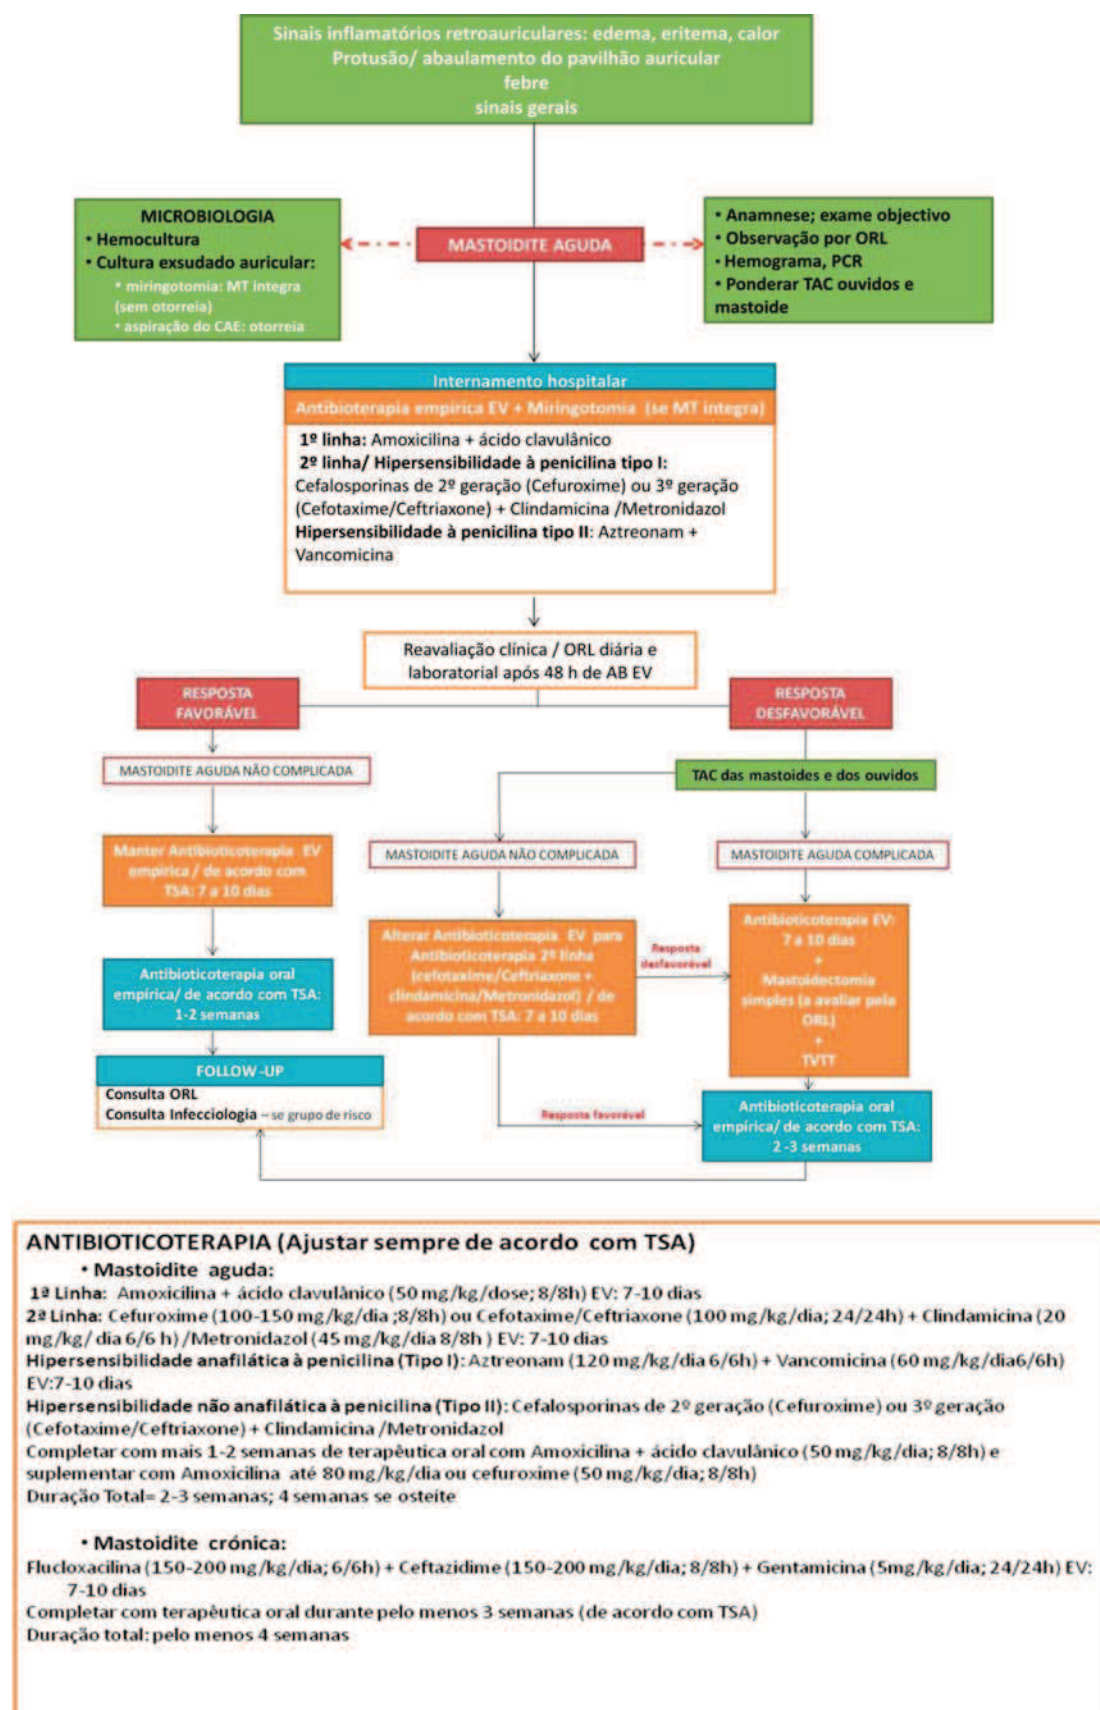 Sinais inflamatórios retroauriculares: edema, eritema, calor
Protusão/ abaulamento do pavilhão auricular
febre
sinais gerais
MICROBIOLOGIA
• Hemocultura
• Cultura exsudado auricular:
• miringotomia: MT integra
(sem otorreia)
• aspiração do CAE: otorreia
MASTOIDITE AGUDA
• Anamnese; exame objectivo
• Observação por ORL
• Hemograma, PCR
• Ponderar TAC ouvidos e
mastoide
Internamento hospitalar
Antibioterapia empírica EV + Miringotomia (se MT integra)
1º linha: Amoxicilina + ácido clavulânico
2º linha/ Hipersensibilidade à penicilina tipo I:
Cefalosporinas de 2º geração (Cefuroxime) ou 3º geração
(Cefotaxime/Ceftriaxone) + Clindamicina /Metronidazol
Hipersensibilidade à penicilina tipo II: Aztreonam +
Vancomicina
Reavaliação clínica / ORL diária e
laboratorial após 48 h de AB EV
RESPOSTA
FAVORÁVEL
RESPOSTA
DESFAVORÁVEL
MASTOIDITE AGUDA NÃO COMPLICADA
TAC das mastoides e dos ouvidos
Manter Antibioticoterapia EV
empírica / de acordo com
TSA: 7 a 10 dias
MASTOIDITE AGUDA NÃO COMPLICADA
MASTOIDITE AGUDA COMPLICADA
Alterar Antibioticoterapia EV para
Antibioticoterapia 2º linha
(cefotaxime/Ceftriaxone +
clindamicina/Metronidazol) / de
acordo com TSA: 7 a 10 dias
Resposta
desfavorável
Antibioticoterapia EV:
7 a 10 dias
+
Mastoidectomia
simples (a avaliar pela
ORL)
+
TVTT
Antibioticoterapia oral
empírica/ de acordo com TSA:
1-2 semanas
FOLLOW-UP
Consulta ORL
Consulta Infecciologia – se grupo de risco
Resposta favorável
Antibioticoterapia oral
empírica/ de acordo com TSA:
2 -3 semanas
ANTIBIOTICOTERAPIA (Ajustar sempre de acordo com TSA)
• Mastoidite aguda:
1ª Linha: Amoxicilina + ácido clavulânico (50 mg/kg/dose; 8/8h) EV: 7-10 dias
2ª Linha: Cefuroxime (100-150 mg/kg/dia ;8/8h) ou Cefotaxime/Ceftriaxone (100 mg/kg/dia; 24/24h) + Clindamicina (20
mg/kg/ dia 6/6 h) /Metronidazol (45 mg/kg/dia 8/8h ) EV: 7-10 dias
Hipersensibilidade anafilática à penicilina (Tipo I): Aztreonam (120 mg/kg/dia 6/6h) + Vancomicina (60 mg/kg/dia6/6h)
EV:7-10 dias
Hipersensibilidade não anafilática à penicilina (Tipo II): Cefalosporinas de 2º geração (Cefuroxime) ou 3º geração
(Cefotaxime/Ceftriaxone) + Clindamicina /Metronidazol
Completar com mais 1-2 semanas de terapêutica oral com Amoxicilina + ácido clavulânico (50 mg/kg/dia; 8/8h) e
suplementar com Amoxicilina até 80 mg/kg/dia ou cefuroxime (50 mg/kg/dia; 8/8h)
Duração Total= 2-3 semanas; 4 semanas se osteíte
• Mastoidite crónica:
Flucloxacilina (150-200 mg/kg/dia; 6/6h) + Ceftazidime (150-200 mg/kg/dia; 8/8h) + Gentamicina (5mg/kg/dia; 24/24h) EV:
7-10 dias
Completar com terapêutica oral durante pelo menos 3 semanas (de acordo com TSA)
Duração total: pelo menos 4 semanas